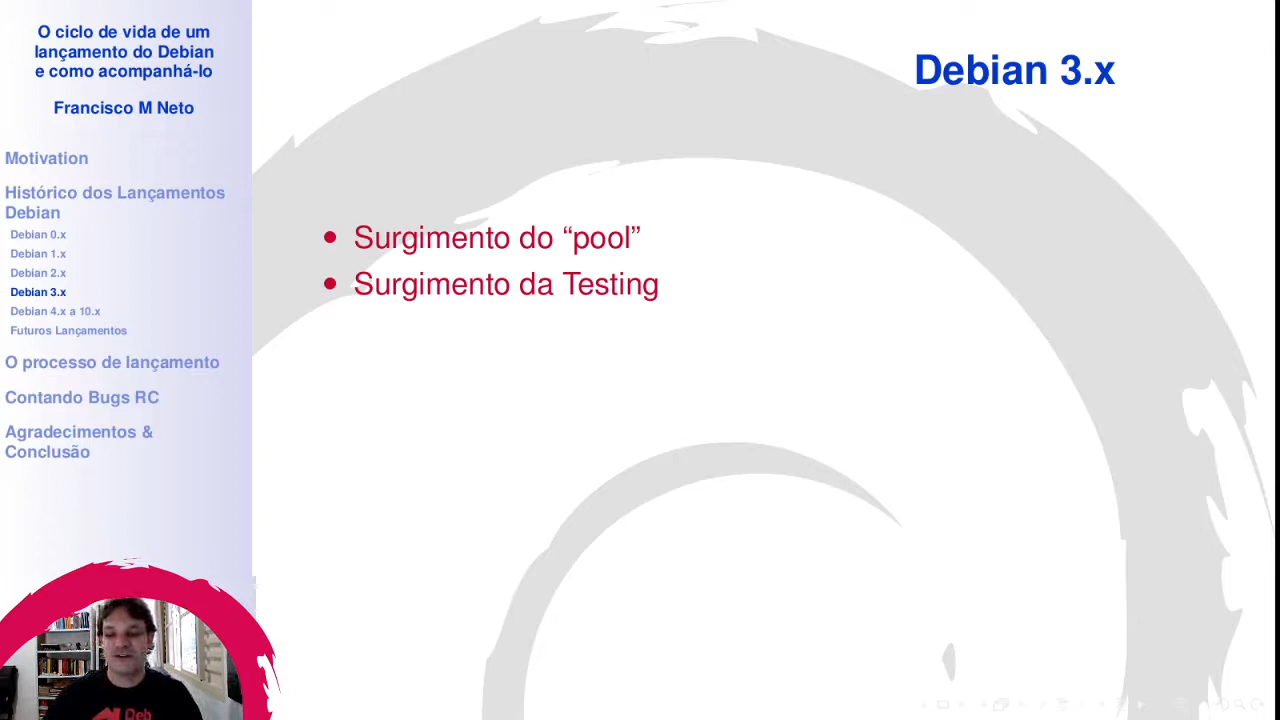 O ciclo de vida de um
lançamento do Debian
e como acompanhá-lo
Francisco M Neto
Motivation
Histórico dos Lançamentos
Debian
Debian 0.x
Debian 1.x
Debian 2.x
Debian 3.x
Debian 4.x a 10.x
Futuros Lançamentos
O processo de lançamento
Contando Bugs RC
Agradecimentos &
Conclusão
Debian 3.x
• Surgimento do “pool”
• Surgimento da Testing
Deb